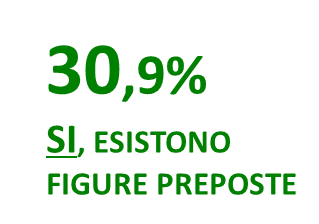 30,9%
SI, ESISTONO
FIGURE PREPOSTE